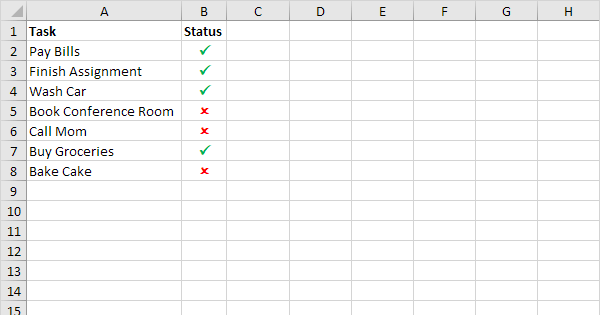 A B C D E F G H
1 Task Status
2 Pay Bills ✓
3 Finish Assignment ✓
4 Wash Car ✓
5 Book Conference Room ✗
6 Call Mom ✗
7 Buy Groceries ✓
8 Bake Cake ✗
9
10
11
12
13
14
15